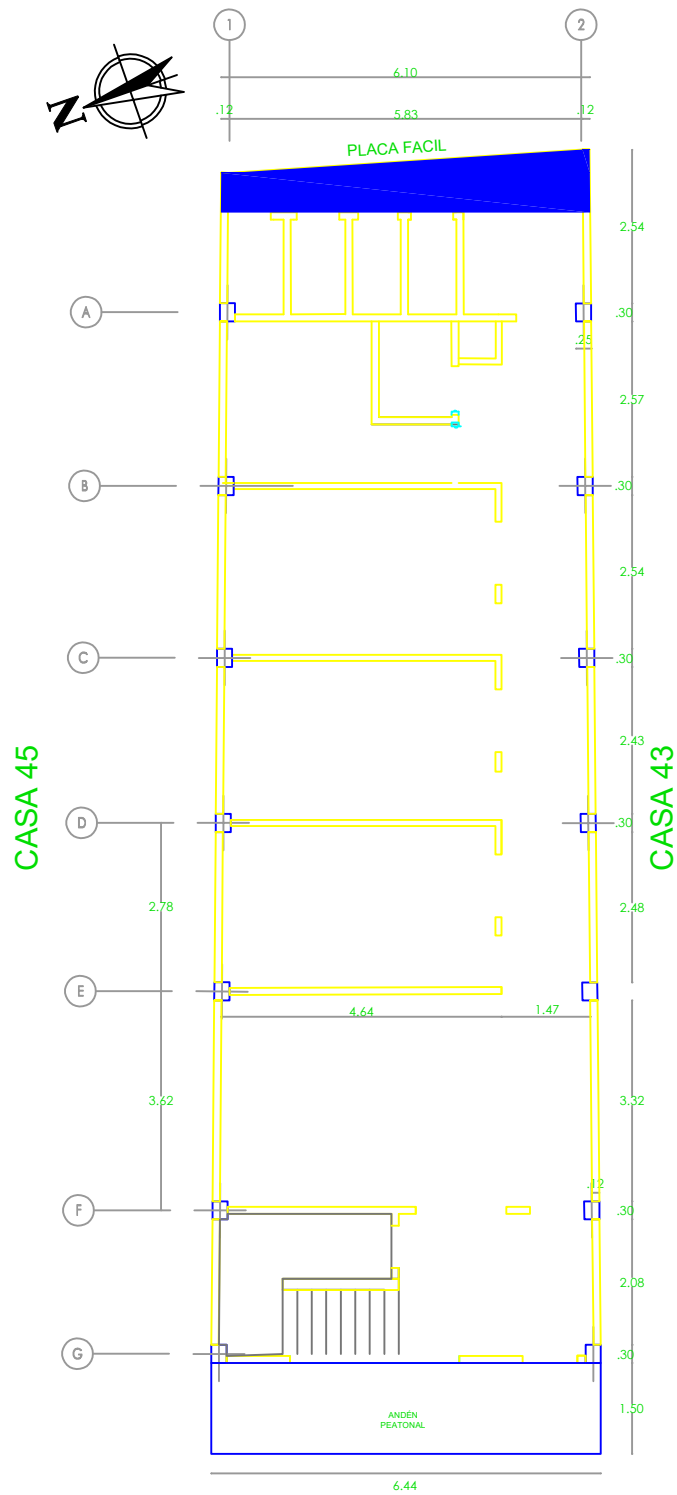 1
2
6.10
.12
.12
5.83
N
PLACA FACIL
2.54
A
.30
.25
2.57
B
.30
2.54
C
.30
CASA 45
CASA 43
2.43
D
.30
2.78
2.48
E
4.64
1.47
3.62
3.32
.12
F
.30
2.08
G
.30
ANDÉN
PEATONAL
1.50
6.44